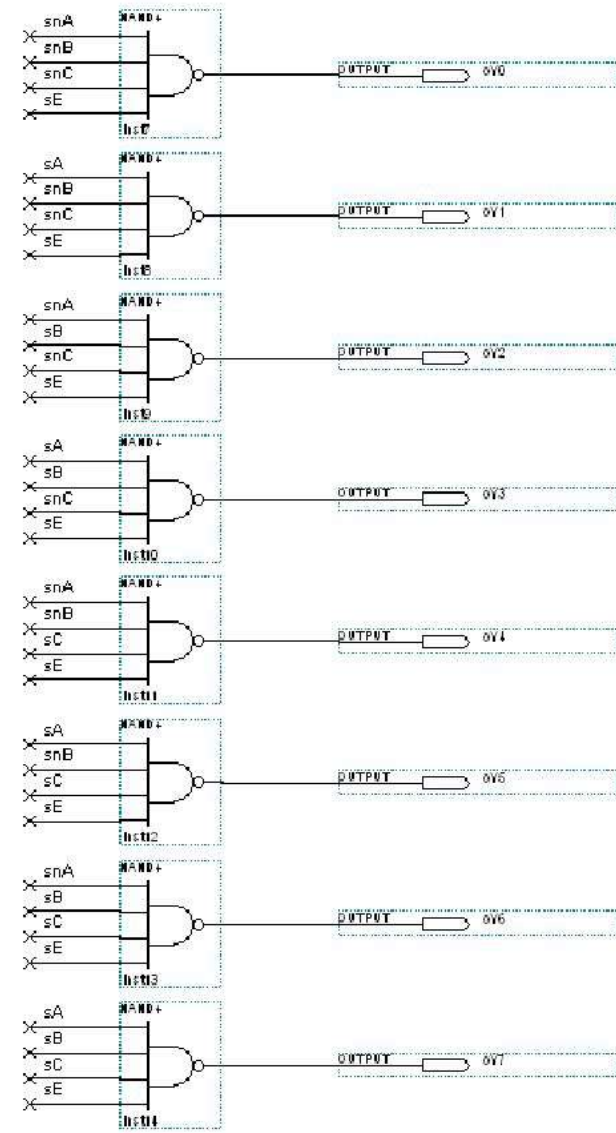 snA NAND4
snB
snC OUTPUT oY0
sE
inst7
sA NAND4
snB
snC OUTPUT oY1
sE
inst8
snA NAND4
sB
snC OUTPUT oY2
sE
inst9
sA NAND4
sB
snC OUTPUT oY3
sE
inst10
snA NAND4
snB
sC OUTPUT oY4
sE
inst11
sA NAND4
snB
sC OUTPUT oY5
sE
inst12
snA NAND4
sB
sC OUTPUT oY6
sE
inst13
sA NAND4
sB
sC OUTPUT oY7
sE
inst14